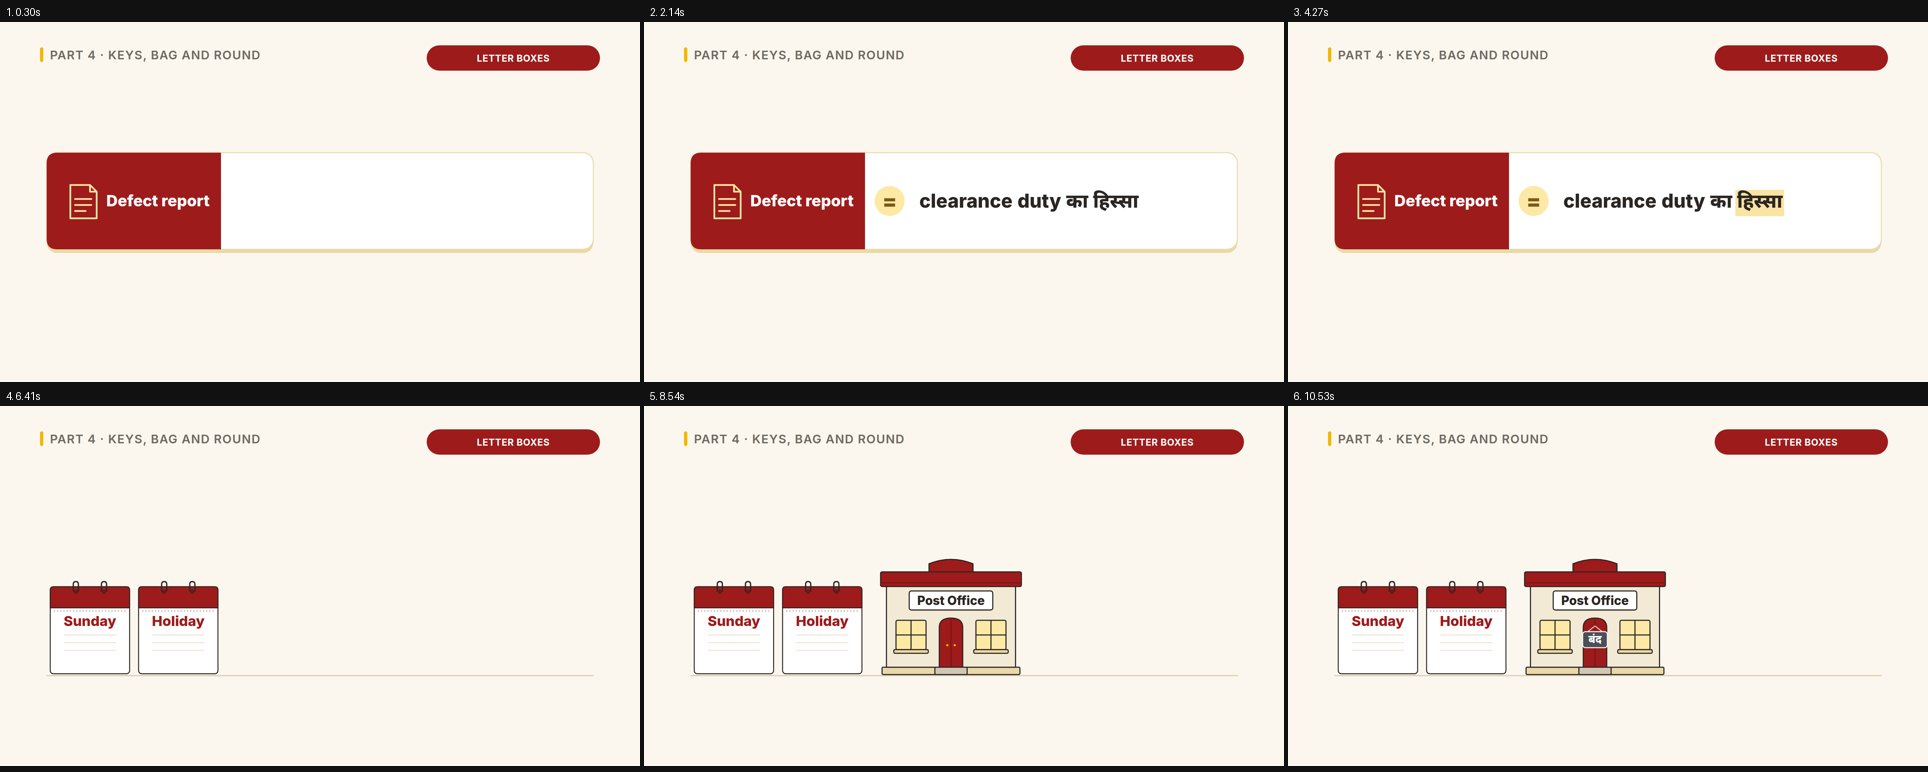 1. 0.30s
PART 4 · KEYS, BAG AND ROUND
LETTER BOXES
Defect report
2. 2.14s
PART 4 · KEYS, BAG AND ROUND
LETTER BOXES
Defect report = clearance duty का हिस्सा
3. 4.27s
PART 4 · KEYS, BAG AND ROUND
LETTER BOXES
Defect report = clearance duty का हिस्सा
4. 6.41s
PART 4 · KEYS, BAG AND ROUND
LETTER BOXES
Sunday
Holiday
5. 8.54s
PART 4 · KEYS, BAG AND ROUND
LETTER BOXES
Sunday
Holiday
Post Office
6. 10.53s
PART 4 · KEYS, BAG AND ROUND
LETTER BOXES
Sunday
Holiday
Post Office
बंद